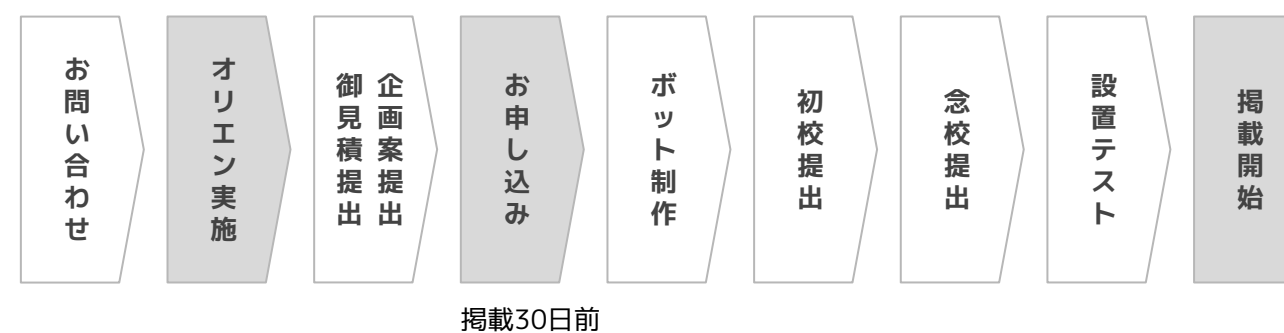 お問い合わせ
オリエン実施
企画案提出
御見積提出
お申し込み
ボット制作
初校提出
念校提出
設置テスト
掲載開始
掲載30日前